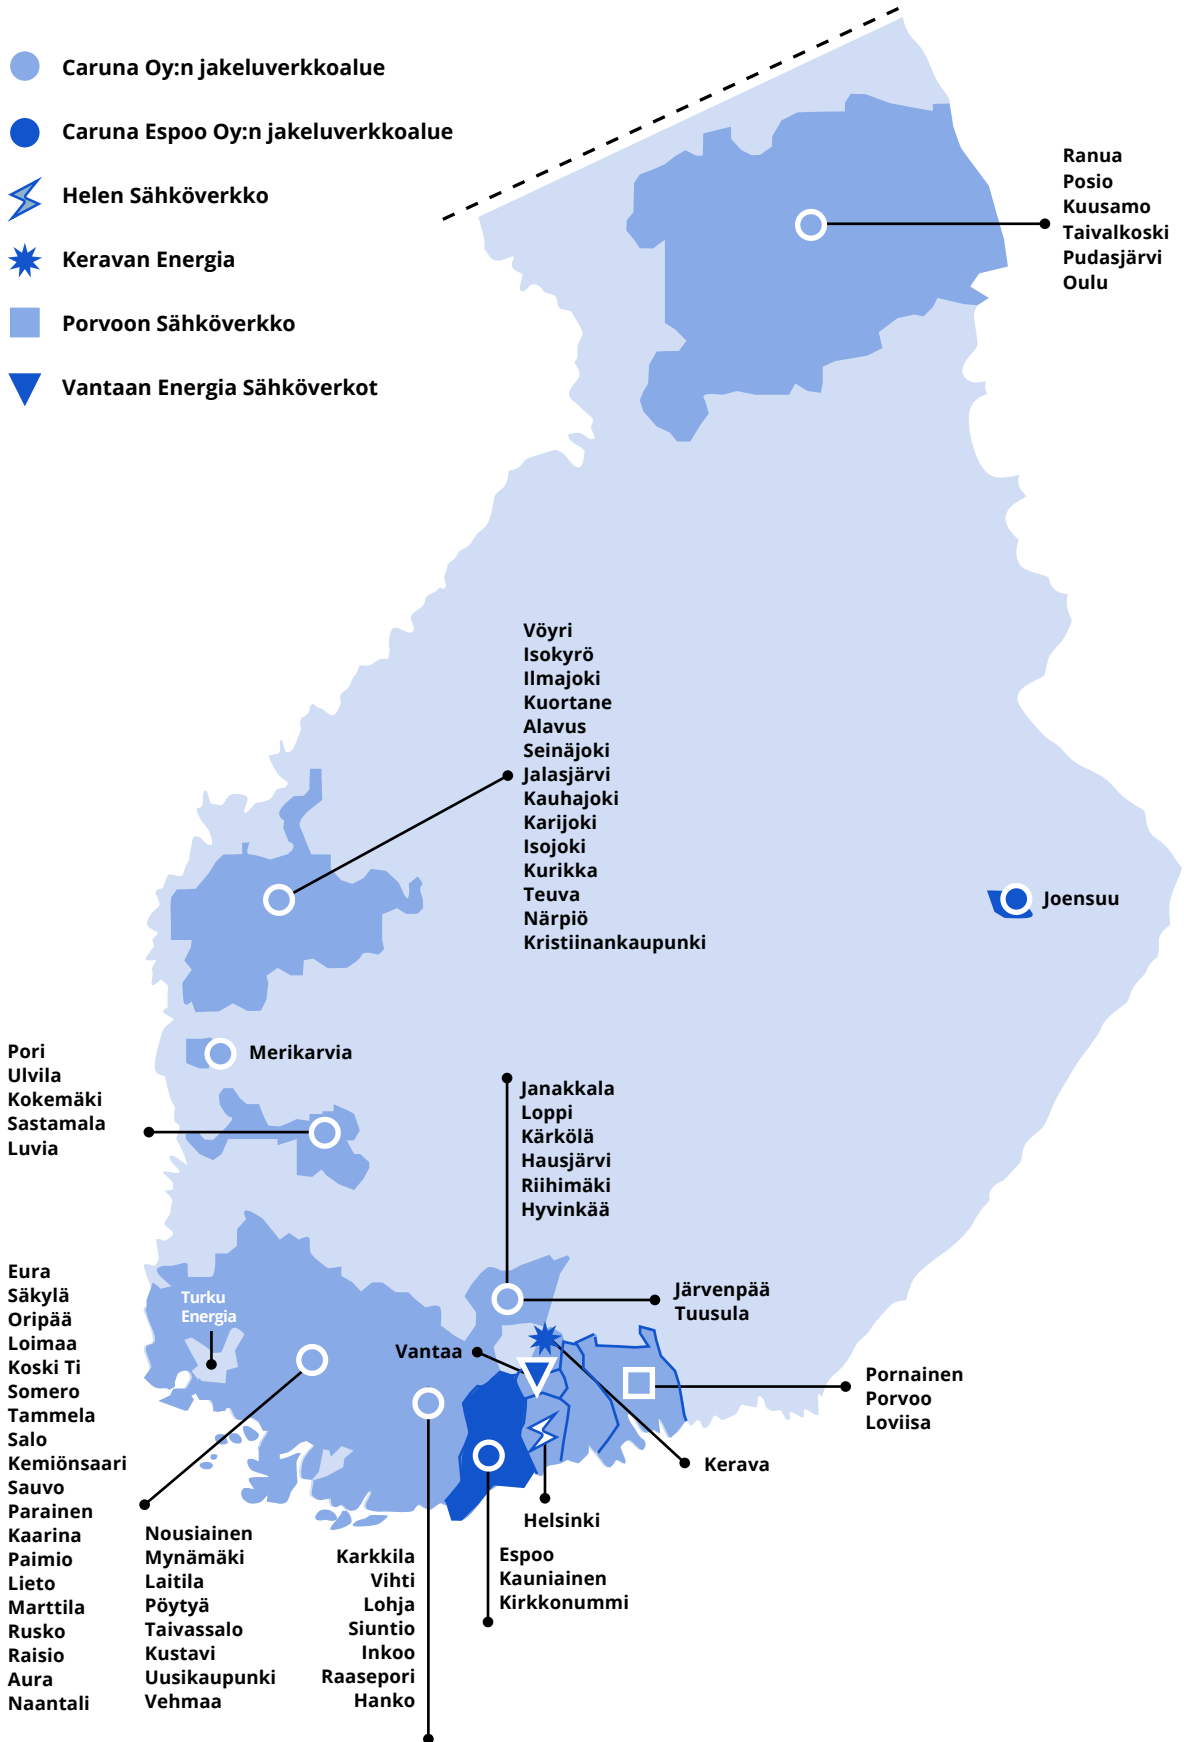 Caruna Oy:n jakeluverkkoalue
Caruna Espoo Oy:n jakeluverkkoalue
Helen Sähköverkko
Keravan Energia
Porvoon Sähköverkko
Vantaan Energia Sähköverkot
Ranua
Posio
Kuusamo
Taivalkoski
Pudasjärvi
Oulu
Vöyri
Isokyrö
Ilmajoki
Kuortane
Alavus
Seinäjoki
Jalasjärvi
Kauhajoki
Karijoki
Isojoki
Kurikka
Teuva
Närpiö
Kristiinankaupunki
Joensuu
Merikarvia
Pori
Ulvila
Kokemäki
Sastamala
Luvia
Janakkala
Loppi
Kärkölä
Hausjärvi
Riihimäki
Hyvinkää
Järvenpää
Tuusula
Turku
Energia
Vantaa
Pornainen
Porvoo
Loviisa
Kerava
Helsinki
Espoo
Kauniainen
Kirkkonummi
Eura
Säkylä
Oripää
Loimaa
Koski Ti
Somero
Tammela
Salo
Kemiönsaari
Sauvo
Parainen
Kaarina
Paimio
Lieto
Marttila
Rusko
Raisio
Aura
Naantali
Nousiainen
Mynämäki
Laitila
Pöytyä
Taivassalo
Kustavi
Uusikaupunki
Vehmaa
Karkkila
Vihti
Lohja
Siuntio
Inkoo
Raasepori
Hanko